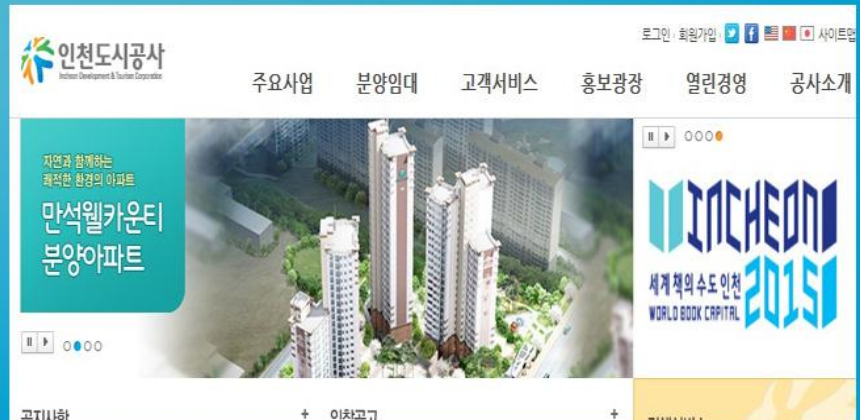 로그인 회원가입 사이트맵
인천도시공사
Incheon Development & Tourism Corporation
주요사업 분양임대 고객서비스 홍보광장 열린경영 공사소개
자연과 함께하는
쾌적한 환경의 아파트
만석웰카운티
분양아파트
INCHEON
세계 책의 수도 인천
WORLD BOOK CAPITAL
2015
공지사항 + 입찰공고 +